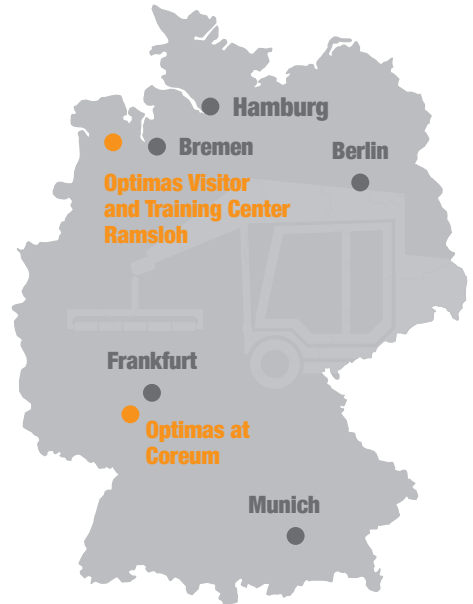 Hamburg
Bremen
Berlin
Optimas Visitor
and Training Center
Ramsloh
Frankfurt
Optimas at
Coreum
Munich